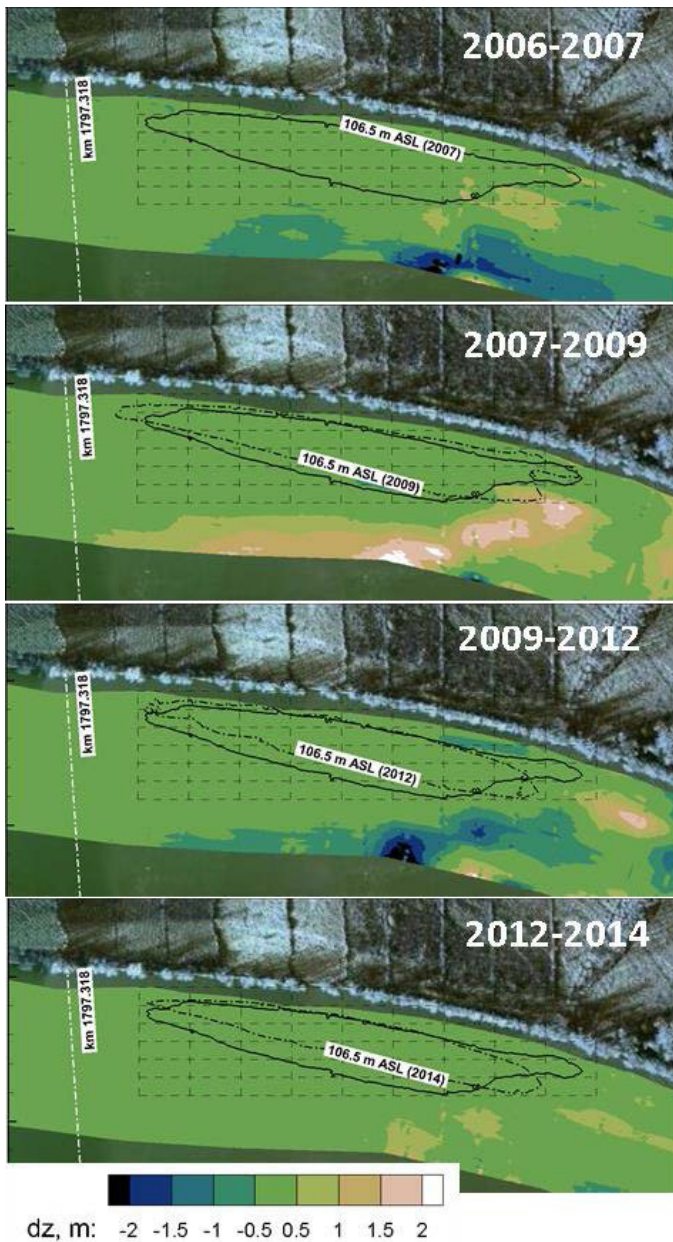 2006-2007
km 1797.318
106.5 m ASL (2007)
2007-2009
km 1797.318
106.5 m ASL (2009)
2009-2012
km 1797.318
106.5 m ASL (2012)
2012-2014
km 1797.318
106.5 m ASL (2014)
dz, m: -2 -1.5 -1 -0.5 0.5 1 1.5 2